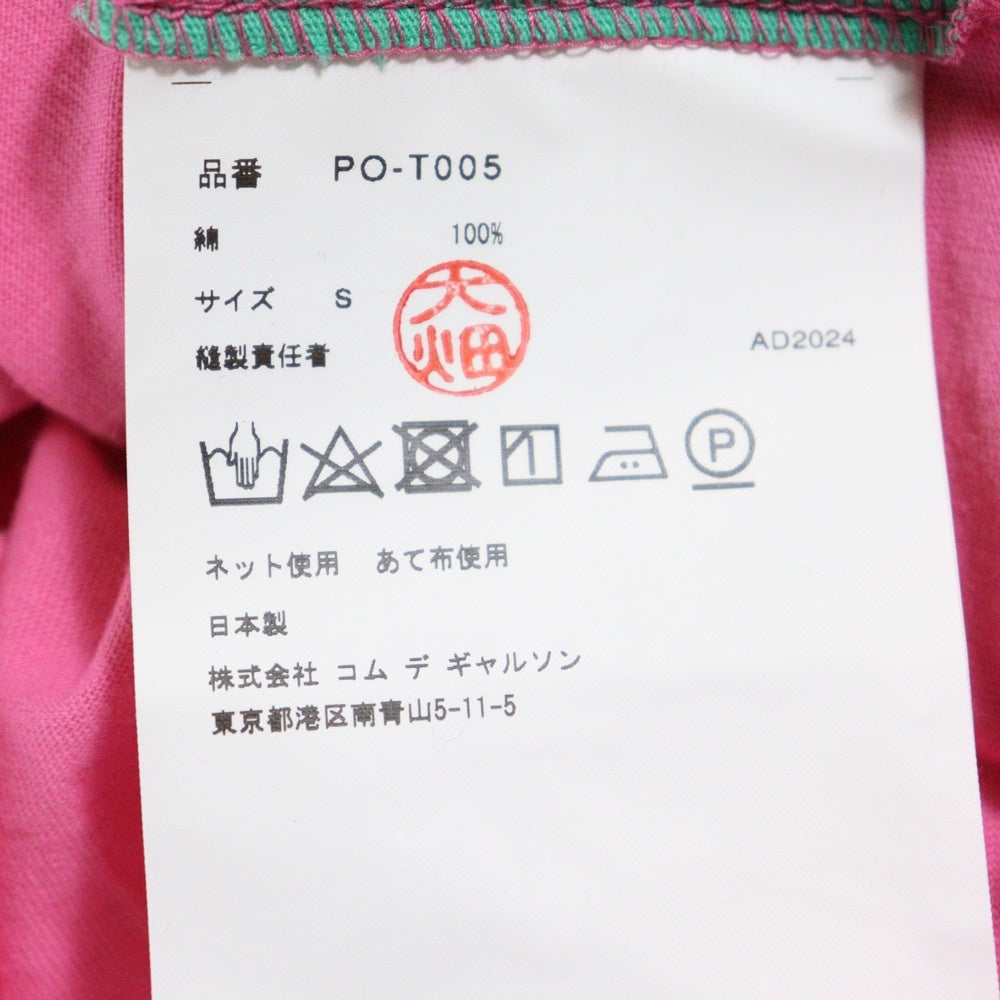 品番 PO-T005
綿 100%
サイズ S
大畑
縫製責任者
AD2024
P
ネット使用 あて布使用
日本製
株式会社 コム デ ギャルソン
東京都港区南青山5-11-5